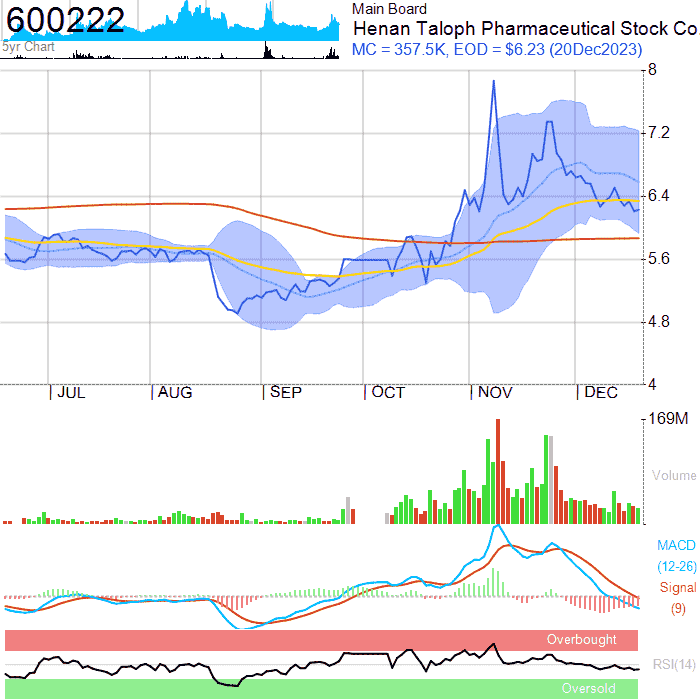 600222
5yr Chart
Main Board
Henan Taloph Pharmaceutical Stock Co
MC = 357.5K, EOD = $6.23 (20Dec2023)
8
7.2
6.4
5.6
4.8
4
JUL AUG SEP OCT NOV DEC
169M
Volume
MACD
(12-26)
Signal
(9)
Overbought
RSI(14)
Oversold